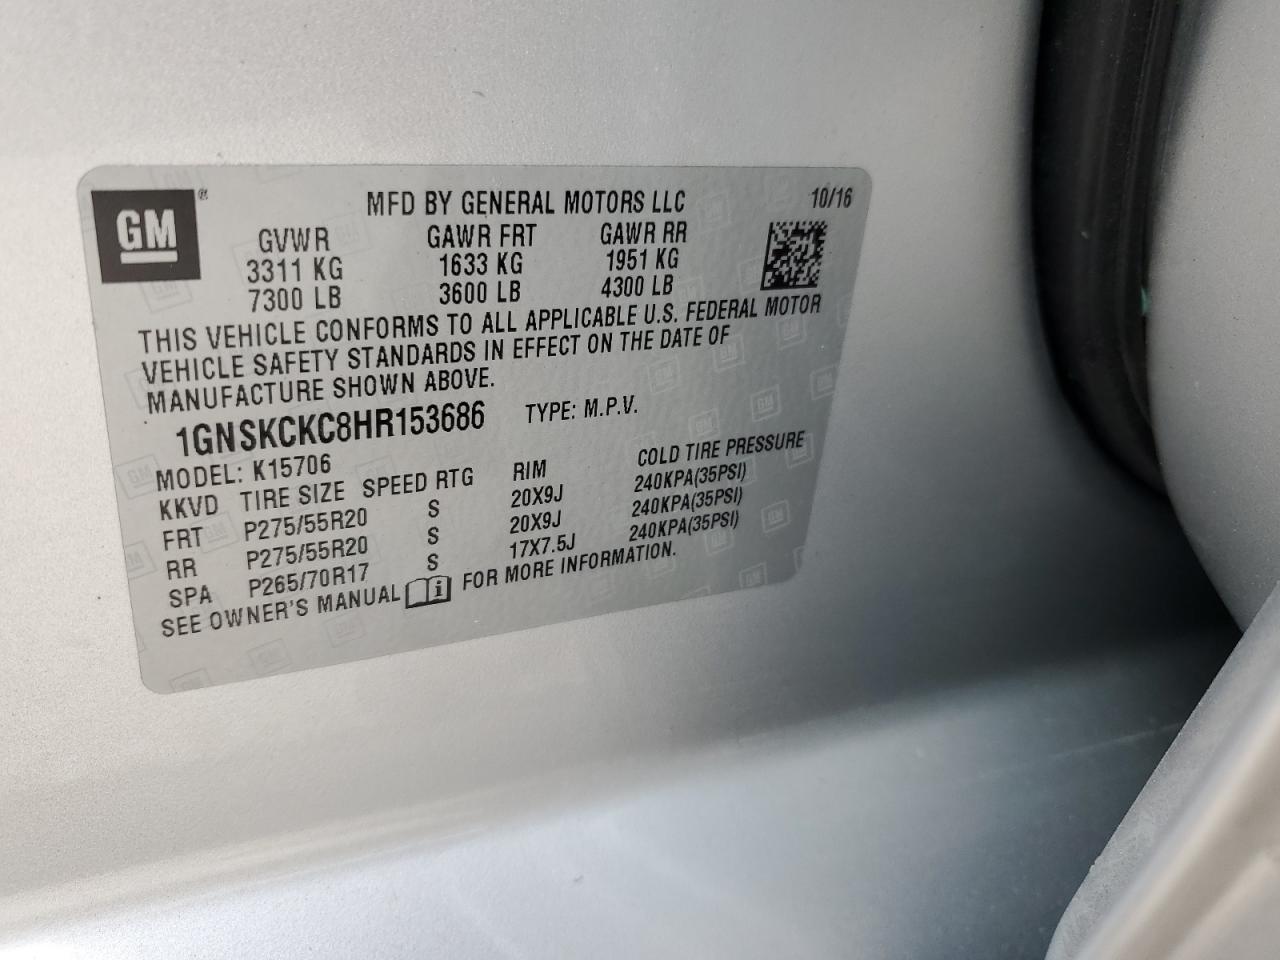 GM ®
MFD BY GENERAL MOTORS LLC 10/16
GVWR GAWR FRT GAWR RR
3311 KG 1633 KG 1951 KG
7300 LB 3600 LB 4300 LB
THIS VEHICLE CONFORMS TO ALL APPLICABLE U.S. FEDERAL MOTOR
VEHICLE SAFETY STANDARDS IN EFFECT ON THE DATE OF
MANUFACTURE SHOWN ABOVE.
1GNSKCKC8HR153686 TYPE: M.P.V.
MODEL: K15706
KKVD TIRE SIZE SPEED RTG RIM COLD TIRE PRESSURE
FRT P275/55R20 S 20X9J 240KPA(35PSI)
RR P275/55R20 S 20X9J 240KPA(35PSI)
SPA P265/70R17 S 17X7.5J 240KPA(35PSI)
SEE OWNER'S MANUAL i FOR MORE INFORMATION.